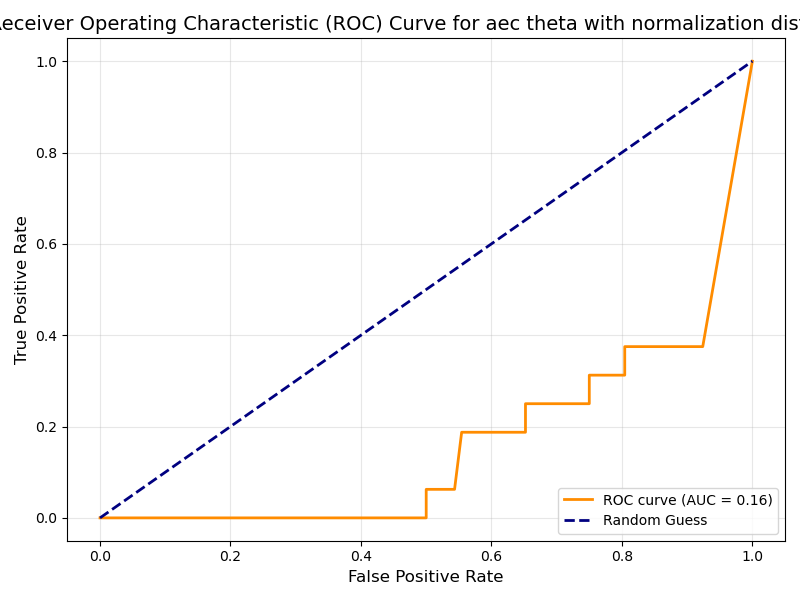 eceiver Operating Characteristic (ROC) Curve for aec theta with normalization dis
True Positive Rate
1.0
0.8
0.6
0.4
0.2
0.0
0.0 0.2 0.4 0.6 0.8 1.0
False Positive Rate
ROC curve (AUC = 0.16)
Random Guess